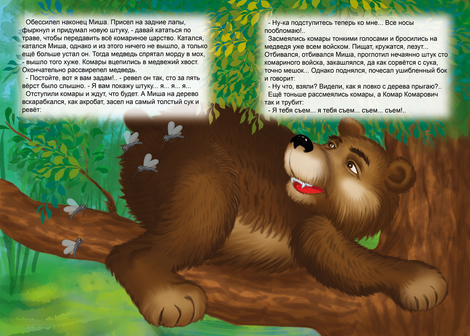 Обессилел наконец Миша. Присел на задние лапы,
фыркнул и придумал новую штуку, - давай кататься по
траве, чтобы передавить всё комариное царство. Катался,
катался Миша, однако и из этого ничего не вышло, а только
ещё больше устал он. Тогда медведь спрятал морду в мох,
- вышло того хуже. Комары вцепились в медвежий хвост.
Окончательно рассвирепел медведь.
- Постойте, вот я вам задам!.. - ревел он так, что за пять
вёрст было слышно. - Я вам покажу штуку... я... я... я...
Отступили комары и ждут, что будет. А Миша на дерево
вскарабкался, как акробат, засел на самый толстый сук и
ревёт:
- Ну-ка подступитесь теперь ко мне... Все носы
пообломаю!..
Засмеялись комары тонкими голосами и бросились на
медведя уже всем войском. Пищат, кружатся, лезут...
Отбивался, отбивался Миша, проглотил нечаянно штук сто
комариного войска, закашлялся, да как сорвётся с сука,
точно мешок... Однако поднялся, почесал ушибленный бок
и говорит:
- Ну что, взяли? Видели, как я ловко с дерева прыгаю?..
Ещё тоньше рассмеялись комары, а Комар Комарович
так и трубит:
- Я тебя съем... я тебя съем... съем... съем!..